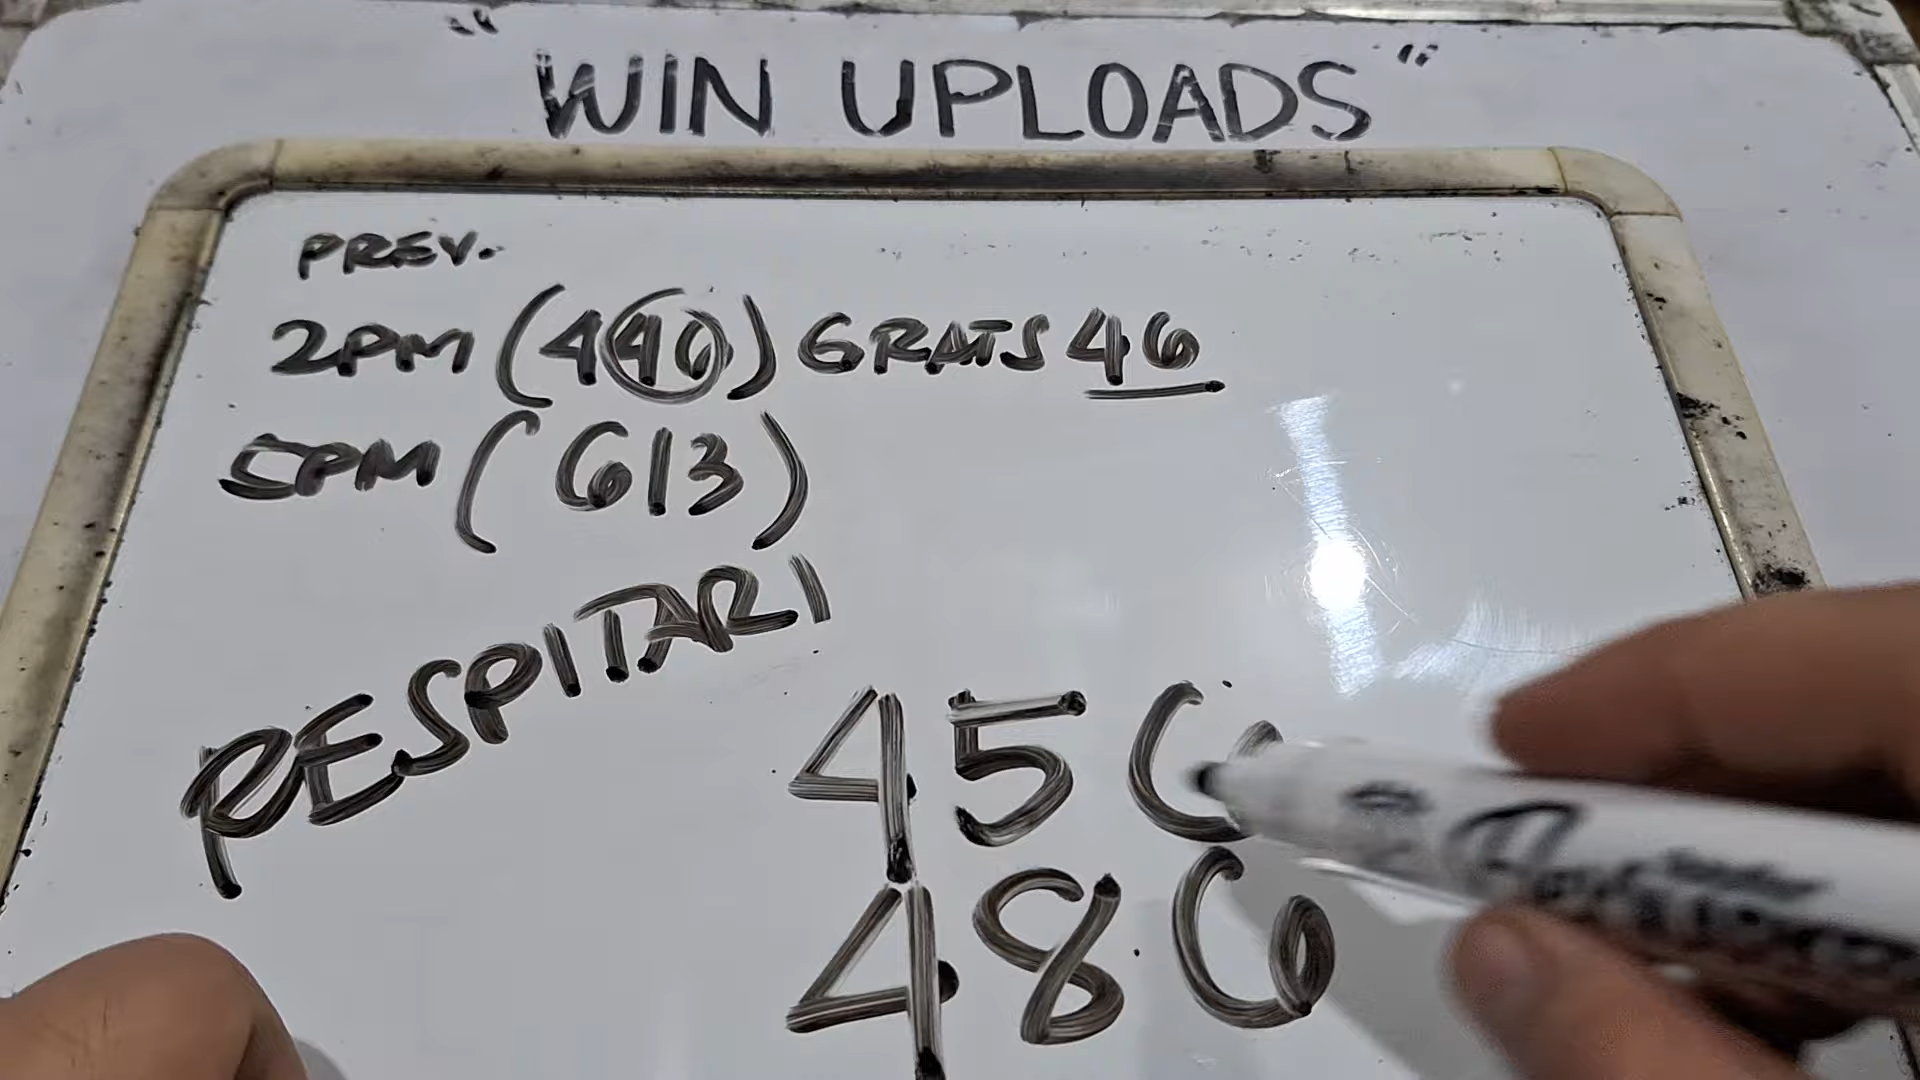 "WIN UPLOADS"
PREV.
2PM (446) GRATS 46
5PM (613)
RESPITARI
456
486